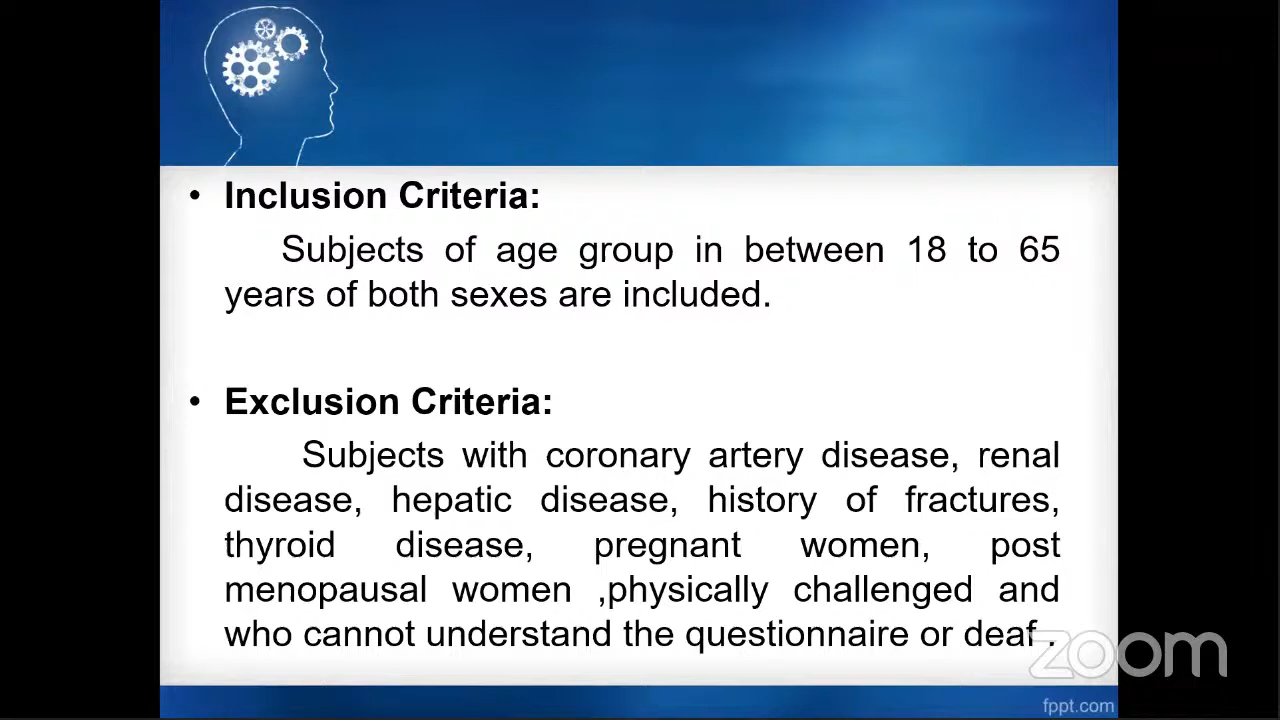 • Inclusion Criteria:
Subjects of age group in between 18 to 65
years of both sexes are included.
• Exclusion Criteria:
Subjects with coronary artery disease, renal
disease, hepatic disease, history of fractures,
thyroid disease, pregnant women, post
menopausal women ,physically challenged and
who cannot understand the questionnaire or deaf .
zoom
fppt.com